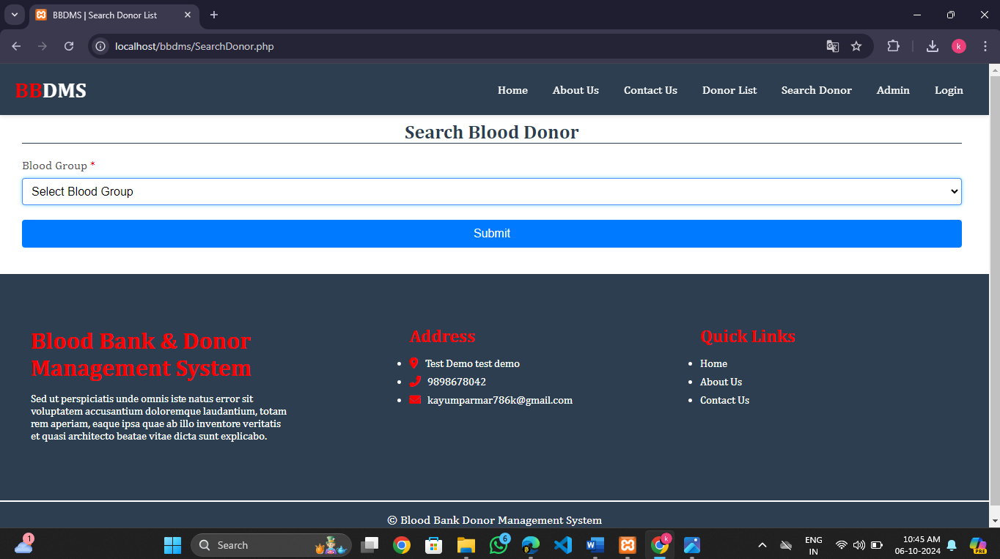 BBDMS | Search Donor List
localhost/bbdms/SearchDonor.php
k
BBDMS
Home About Us Contact Us Donor List Search Donor Admin Login
Search Blood Donor
Blood Group *
Select Blood Group
Submit
Blood Bank & Donor
Management System
Sed ut perspiciatis unde omnis iste natus error sit
voluptatem accusantium doloremque laudantium, totam
rem aperiam, eaque ipsa quae ab illo inventore veritatis
et quasi architecto beatae vitae dicta sunt explicabo.
Address
Test Demo test demo
9898678042
kayumparmar786k@gmail.com
Quick Links
Home
About Us
Contact Us
© Blood Bank Donor Management System
1
Search
6
k
ENG
IN
10:45 AM
06-10-2024
PRE